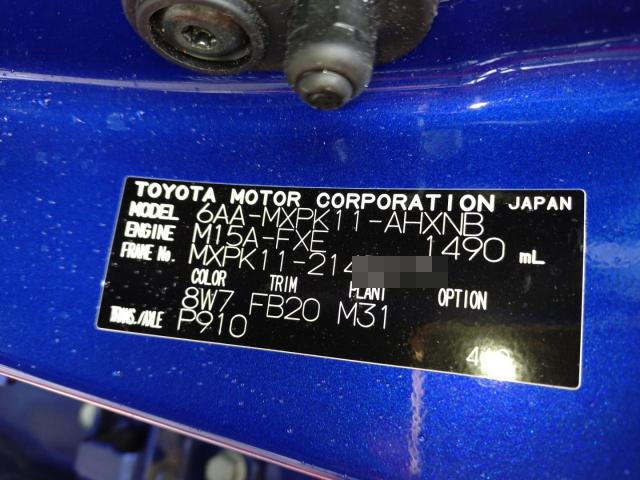 TOYOTA MOTOR CORPORATION JAPAN
MODEL 6AA-MXPK11-AHXNB
ENGINE M15A-FXE 1490 mL
FRAME No. MXPK11-214
COLOR TRIM PLANT OPTION
8W7 FB20 M31
TRANS./AXLE P910